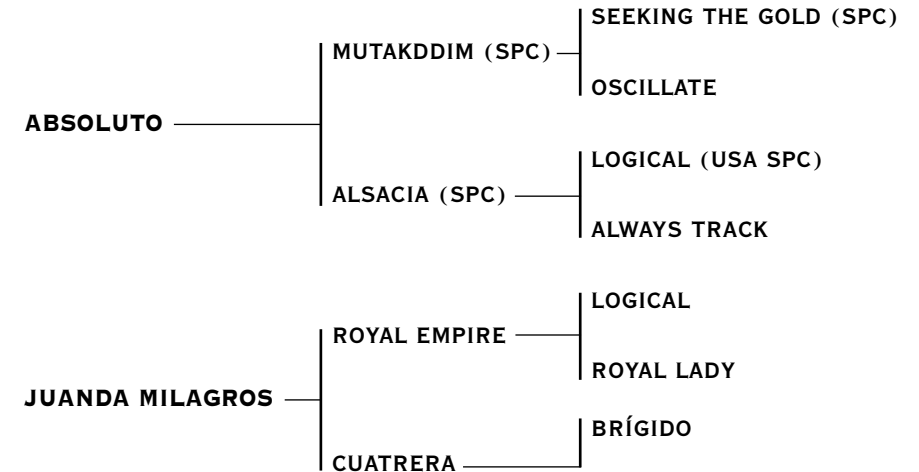 SEEKING THE GOLD (SPC)
MUTAKDDIM (SPC)
OSCILLATE
ABSOLUTO
LOGICAL (USA SPC)
ALSACIA (SPC)
ALWAYS TRACK
LOGICAL
ROYAL EMPIRE
ROYAL LADY
JUANDA MILAGROS
BRÍGIDO
CUATRERA